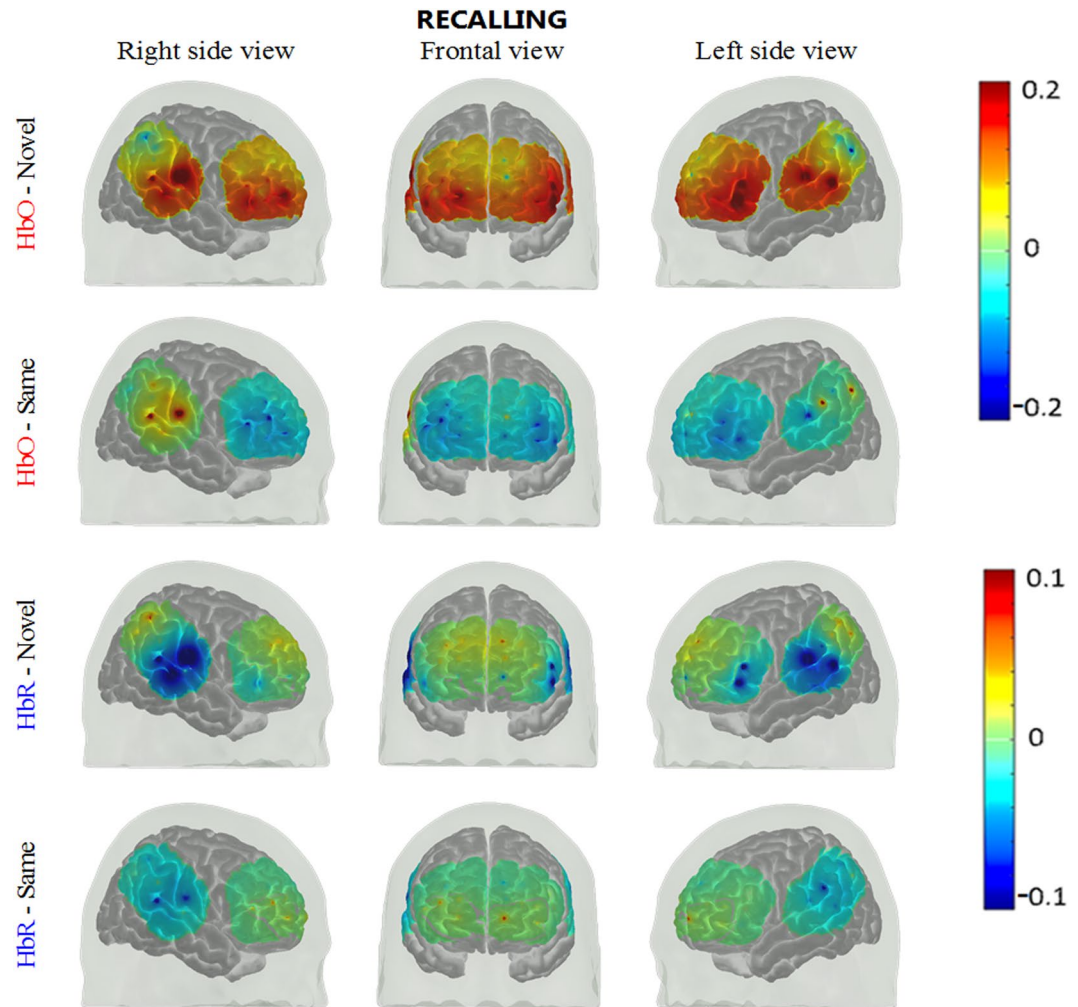 RECALLING
Right side view Frontal view Left side view
HbO - Novel
0.2
0
-0.2
HbO - Same
HbR - Novel
0.1
0
-0.1
HbR - Same